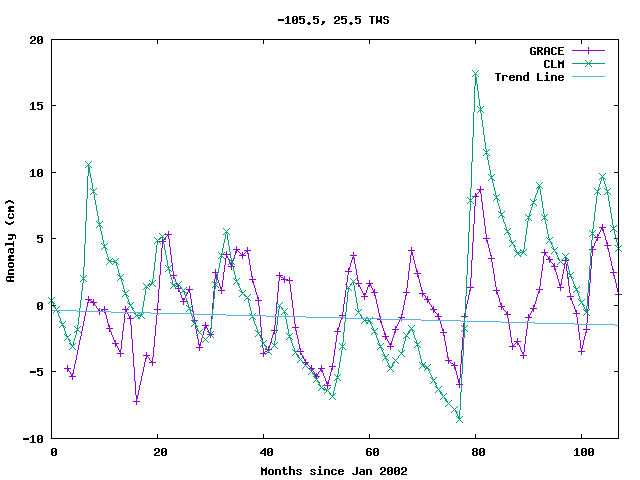 -105.5, 25.5 TWS
GRACE
CLM
Trend Line
20
15
10
5
0
-5
-10
Anomaly (cm)
0 20 40 60 80 100
Months since Jan 2002